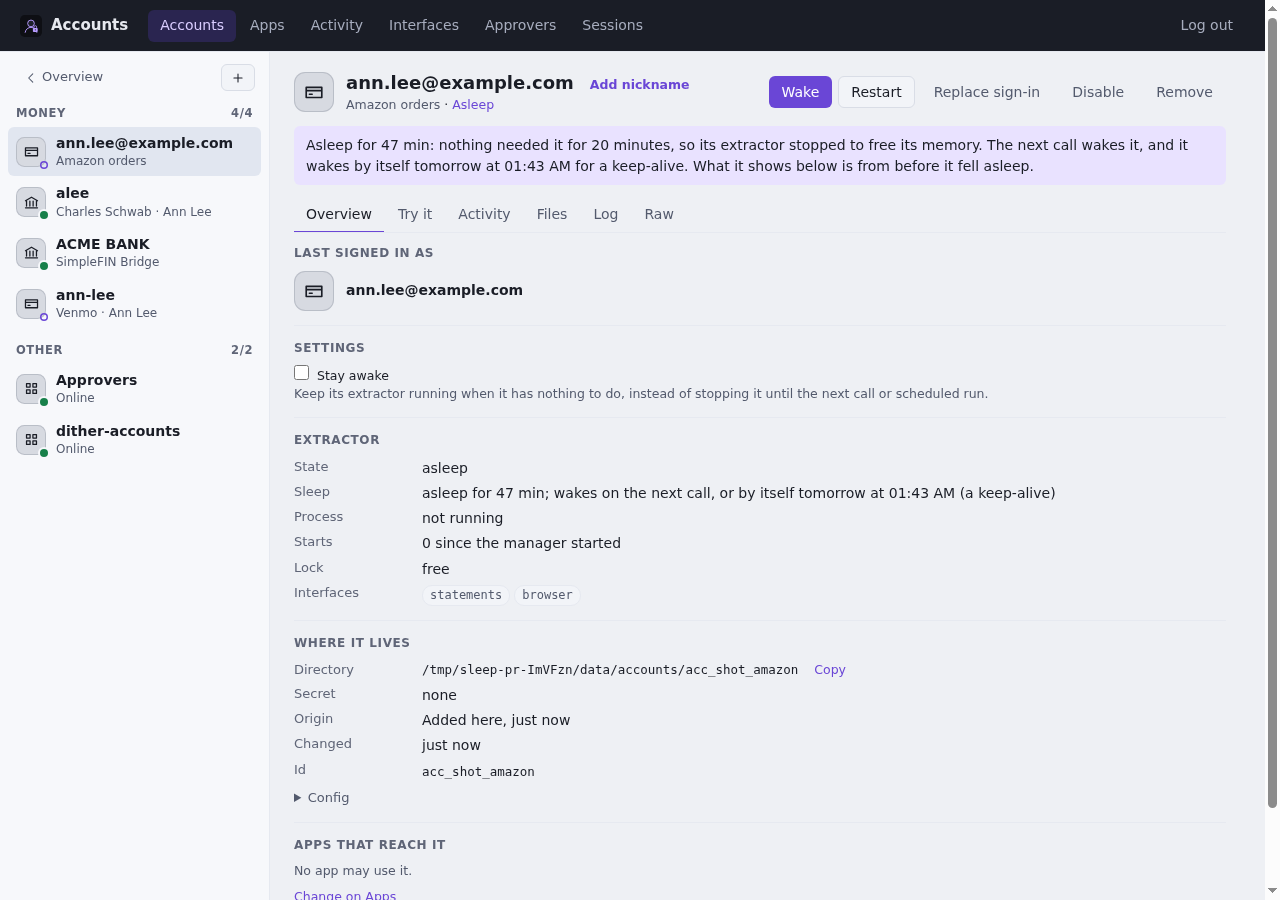 Accounts
Accounts
Apps
Activity
Interfaces
Approvers
Sessions
Log out
Overview
+
MONEY 4/4
ann.lee@example.com
Amazon orders
alee
Charles Schwab · Ann Lee
ACME BANK
SimpleFIN Bridge
ann-lee
Venmo · Ann Lee
OTHER 2/2
Approvers
Online
dither-accounts
Online
ann.lee@example.com Add nickname
Amazon orders · Asleep
Wake
Restart
Replace sign-in
Disable
Remove
Asleep for 47 min: nothing needed it for 20 minutes, so its extractor stopped to free its memory. The next call wakes it, and it
wakes by itself tomorrow at 01:43 AM for a keep-alive. What it shows below is from before it fell asleep.
Overview
Try it
Activity
Files
Log
Raw
LAST SIGNED IN AS
ann.lee@example.com
SETTINGS
Stay awake
Keep its extractor running when it has nothing to do, instead of stopping it until the next call or scheduled run.
EXTRACTOR
State asleep
Sleep asleep for 47 min; wakes on the next call, or by itself tomorrow at 01:43 AM (a keep-alive)
Process not running
Starts 0 since the manager started
Lock free
Interfaces statements browser
WHERE IT LIVES
Directory /tmp/sleep-pr-ImVFzn/data/accounts/acc_shot_amazon Copy
Secret none
Origin Added here, just now
Changed just now
Id acc_shot_amazon
Config
APPS THAT REACH IT
No app may use it.
Change on Apps